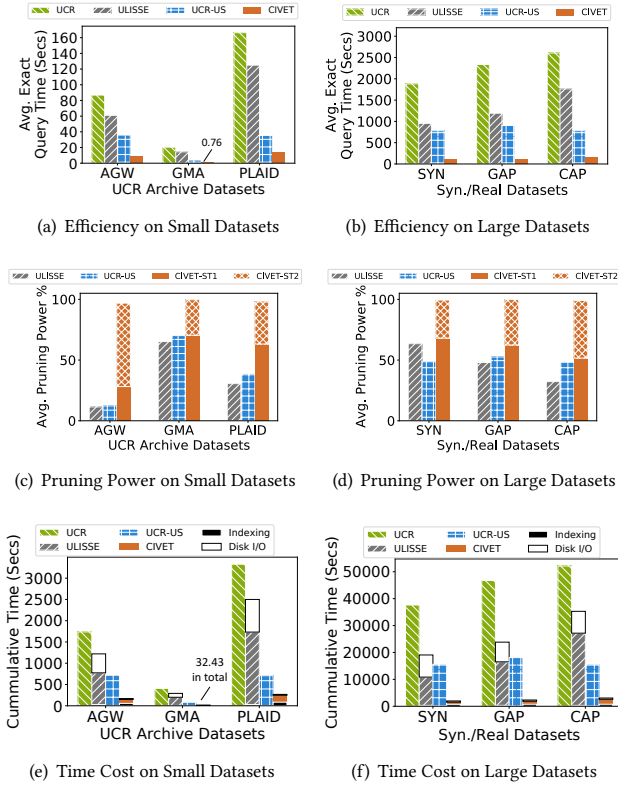 UCR ULISSE UCR-US CIVET
Avg. Exact
Query Time (Secs)
160
140
120
100
80
60
40
20
0
0.76
AGW GMA PLAID
UCR Archive Datasets
(a) Efficiency on Small Datasets
UCR ULISSE UCR-US CIVET
Avg. Exact
Query Time (Secs)
3000
2500
2000
1500
1000
500
0
SYN GAP CAP
Syn./Real Datasets
(b) Efficiency on Large Datasets
ULISSE UCR-US CIVET-ST1 CIVET-ST2
Avg. Pruning Power %
100
50
0
AGW GMA PLAID
UCR Archive Datasets
(c) Pruning Power on Small Datasets
ULISSE UCR-US CIVET-ST1 CIVET-ST2
Avg. Pruning Power %
100
50
0
SYN GAP CAP
Syn./Real Datasets
(d) Pruning Power on Large Datasets
UCR UCR-US Indexing
ULISSE CIVET Disk I/O
Cummulative Time (Secs)
3000
2500
2000
1500
1000
500
0
32.43
in total
AGW GMA PLAID
UCR Archive Datasets
(e) Time Cost on Small Datasets
UCR UCR-US Indexing
ULISSE CIVET Disk I/O
Cummulative Time (Secs)
50000
40000
30000
20000
10000
0
SYN GAP CAP
Syn./Real Datasets
(f) Time Cost on Large Datasets